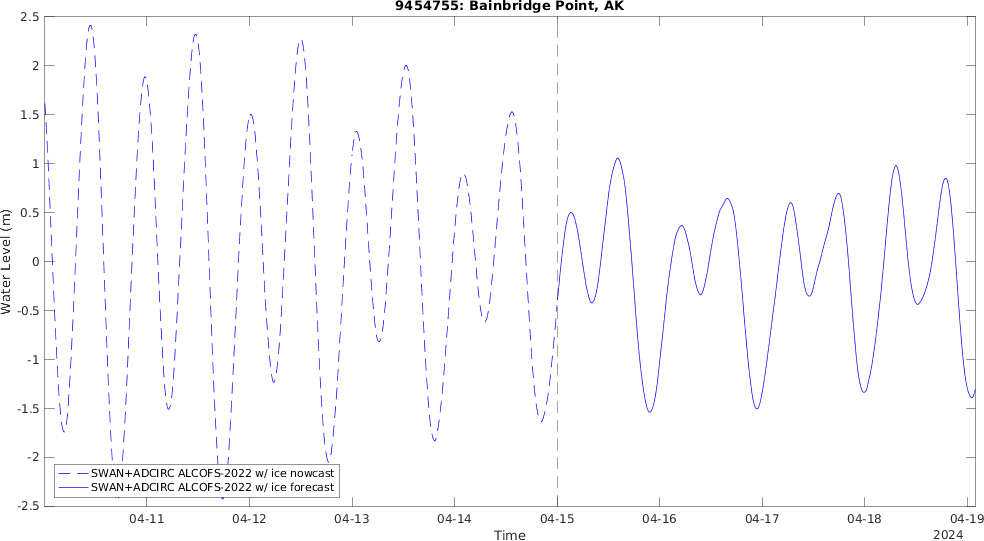 9454755: Bainbridge Point, AK
2.5
2
1.5
1
0.5
0
-0.5
-1
-1.5
-2
-2.5
Water Level (m)
SWAN+ADCIRC ALCOFS-2022 w/ ice nowcast
SWAN+ADCIRC ALCOFS-2022 w/ ice forecast
04-11 04-12 04-13 04-14 04-15 04-16 04-17 04-18 04-19
Time
2024